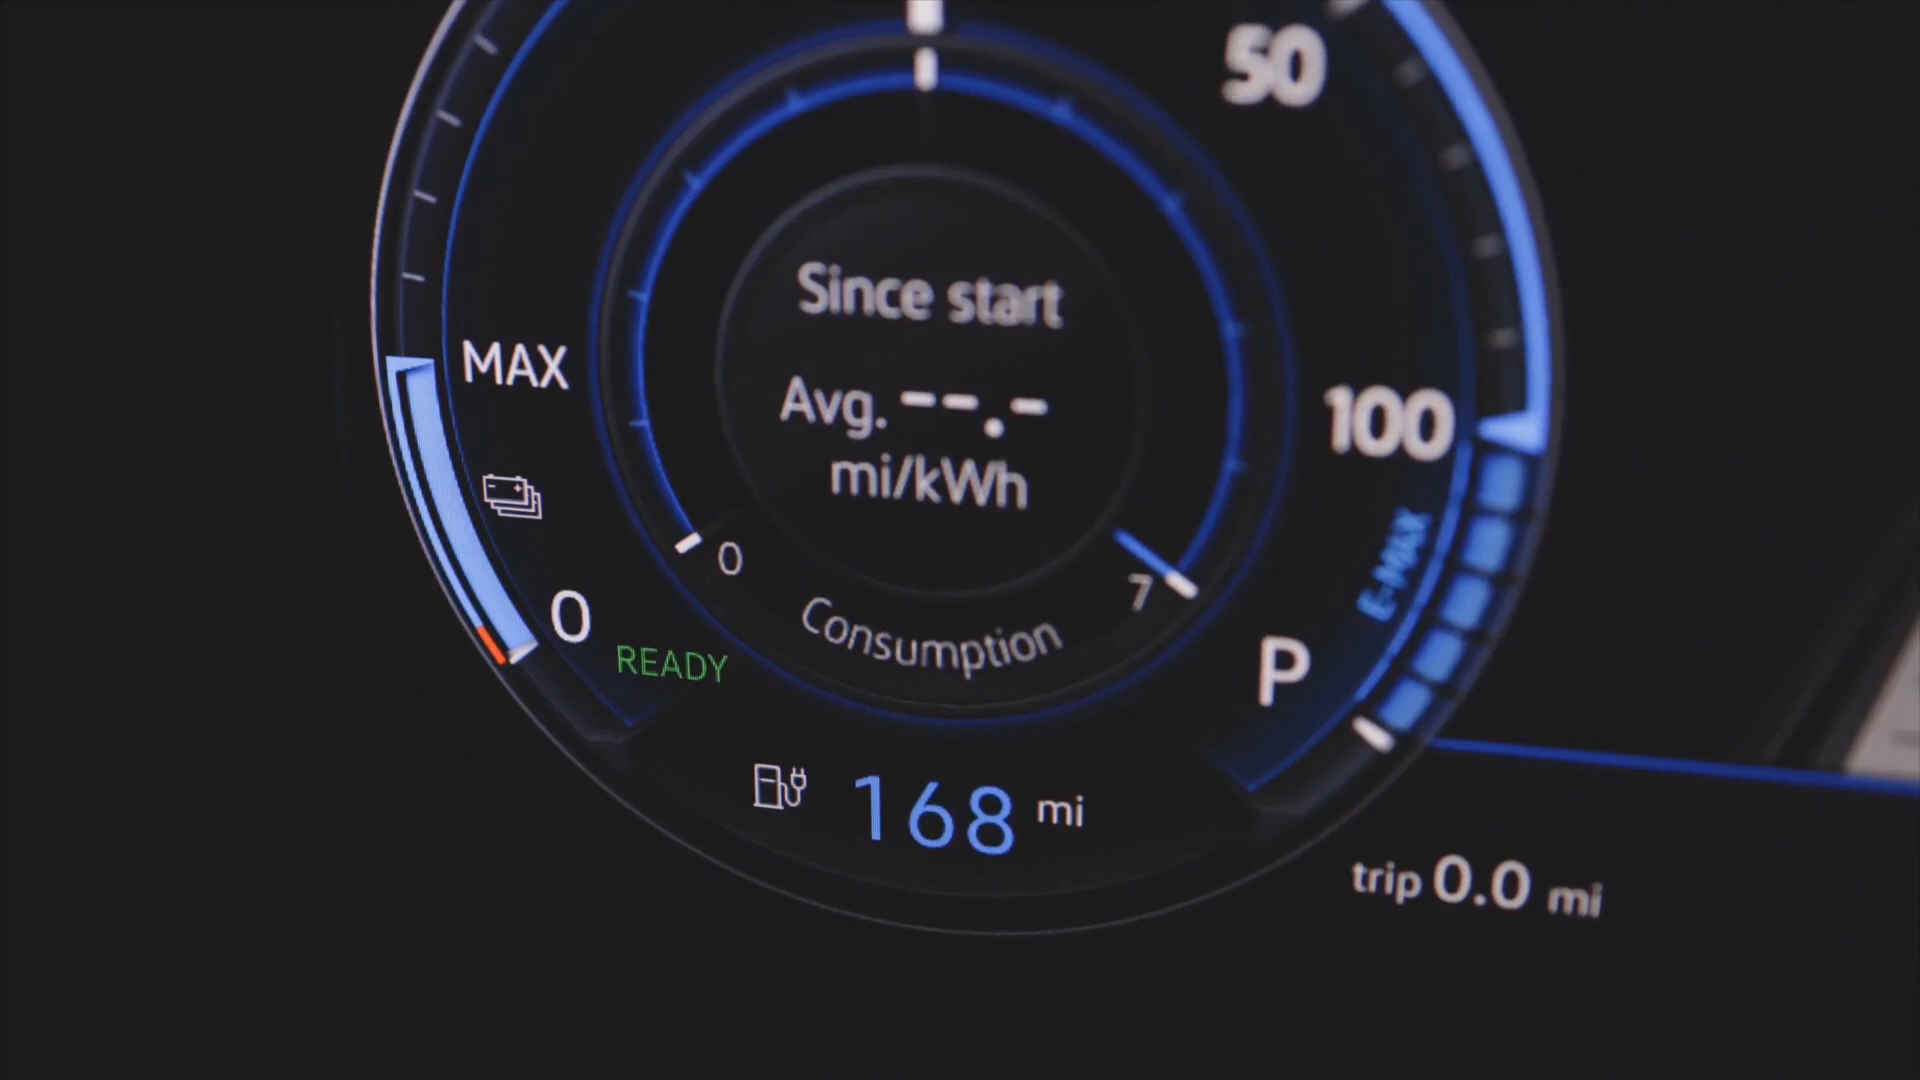 50
Since start
MAX
Avg. --.-
100
mi/kWh
E-MAX
0
7
0
Consumption
READY
P
168 mi
trip 0.0 mi